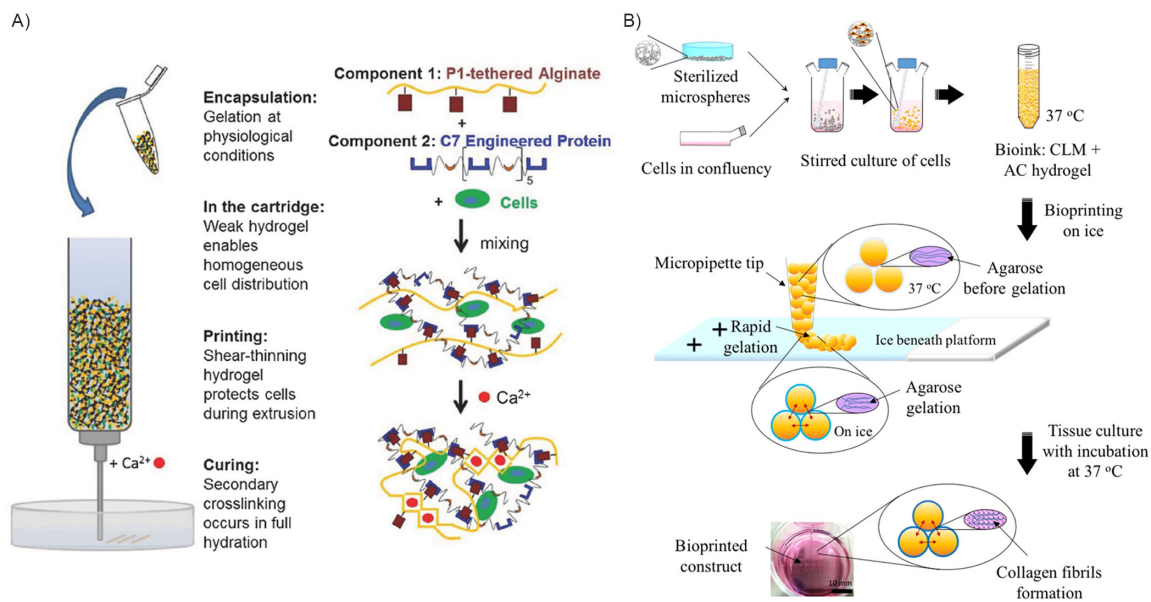 A)
Encapsulation:
Gelation at
physiological
conditions
In the cartridge:
Weak hydrogel
enables
homogeneous
cell distribution
Printing:
Shear-thinning
hydrogel
protects cells
during extrusion
+ Ca²⁺
Curing:
Secondary
crosslinking
occurs in full
hydration
Component 1: P1-tethered Alginate
+
Component 2: C7 Engineered Protein
5
+ Cells
mixing
Ca²⁺
B)
Sterilized
microspheres
Cells in confluency
Stirred culture of cells
37 °C
Bioink: CLM +
AC hydrogel
Bioprinting
on ice
Micropipette tip
37 °C
Agarose
before gelation
+
+ Rapid
gelation
Ice beneath platform
On ice
Agarose
gelation
Tissue culture
with incubation
at 37 °C
Bioprinted
construct
10 mm
Collagen fibrils
formation